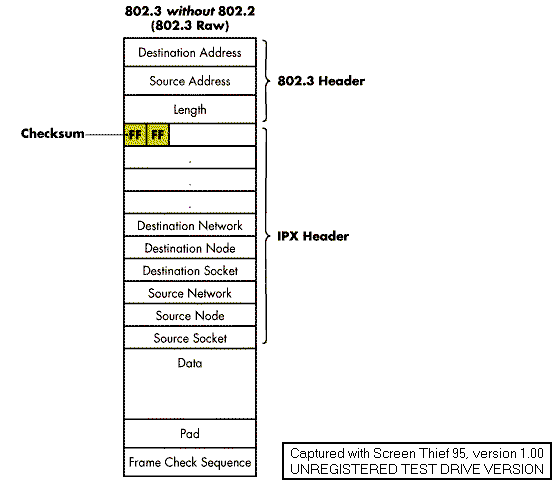 802.3 without 802.2
(802.3 Raw)
Destination Address
Source Address
802.3 Header
Length
Checksum
FF FF
.
.
.
Destination Network
IPX Header
Destination Node
Destination Socket
Source Network
Source Node
Source Socket
Data
Pad
Frame Check Sequence
Captured with Screen Thief 95, version 1.00
UNREGISTERED TEST DRIVE VERSION